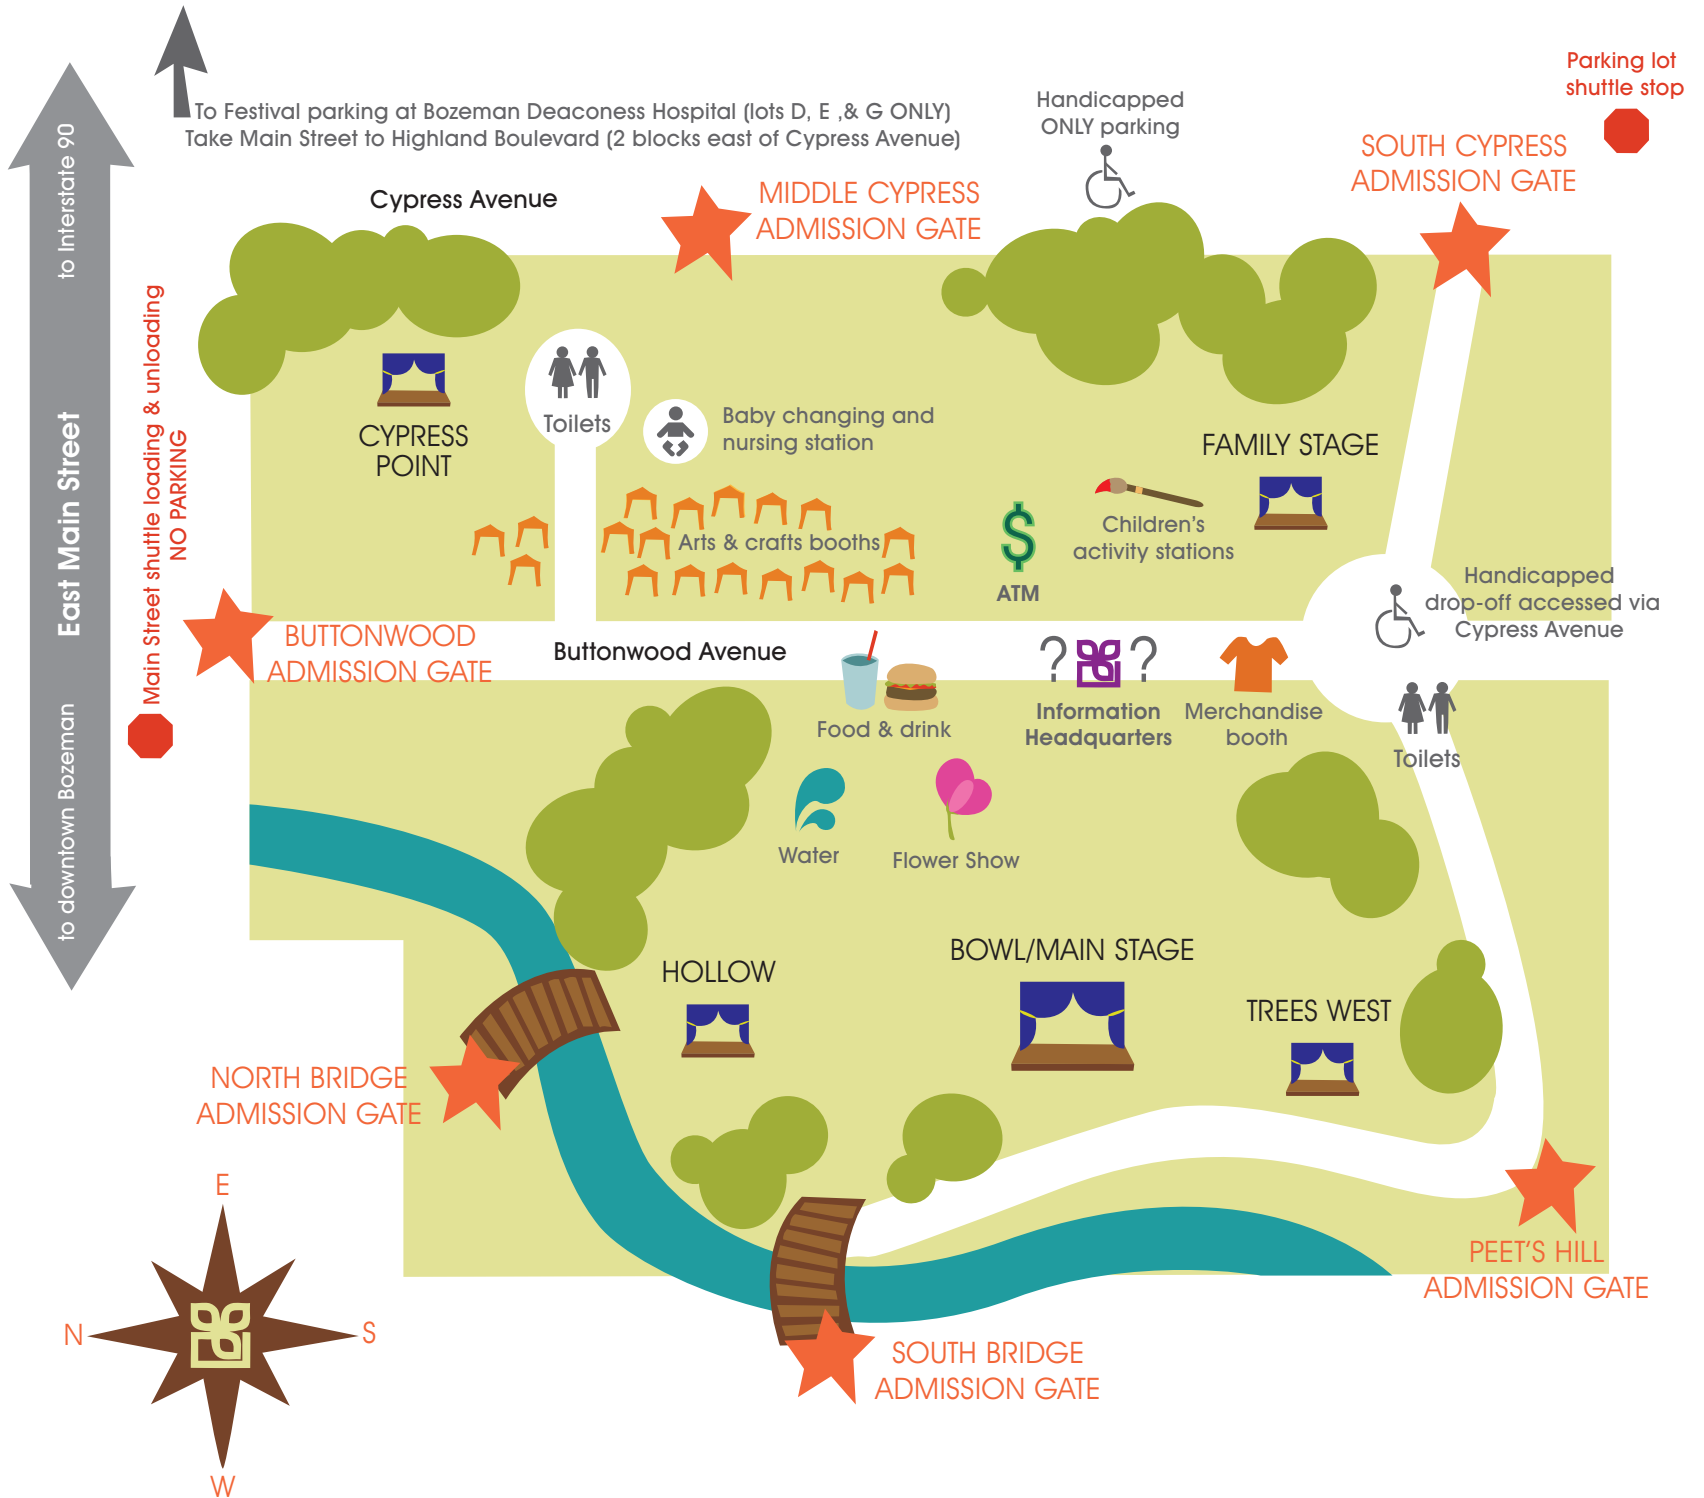 Parking lot
shuttle stop
To Festival parking at Bozeman Deaconess Hospital (lots D, E ,& G ONLY)
Take Main Street to Highland Boulevard (2 blocks east of Cypress Avenue)
Handicapped
ONLY parking
SOUTH CYPRESS
ADMISSION GATE
Cypress Avenue
MIDDLE CYPRESS
ADMISSION GATE
to Interstate 90
East Main Street
to downtown Bozeman
Main Street shuttle loading & unloading
NO PARKING
CYPRESS
POINT
Toilets
Baby changing and
nursing station
FAMILY STAGE
Arts & crafts booths
$
ATM
Children’s
activity stations
Handicapped
drop-off accessed via
Cypress Avenue
BUTTONWOOD
ADMISSION GATE
Buttonwood Avenue
? ?
Food & drink
Information
Headquarters
Merchandise
booth
Toilets
Water
Flower Show
HOLLOW
BOWL/MAIN STAGE
TREES WEST
NORTH BRIDGE
ADMISSION GATE
PEET’S HILL
ADMISSION GATE
SOUTH BRIDGE
ADMISSION GATE
E
N
S
W